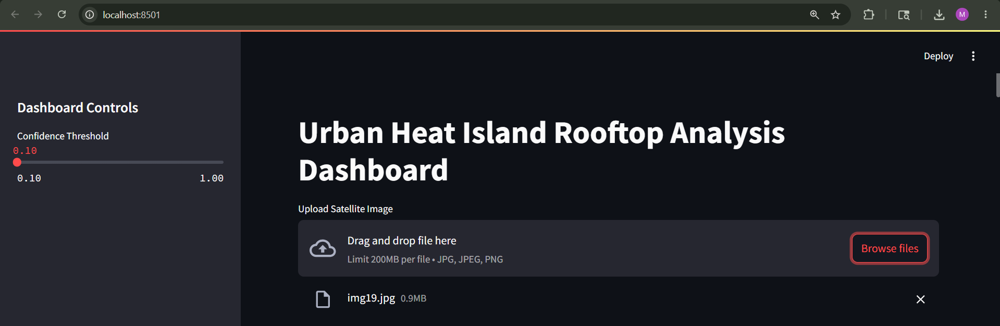 localhost:8501
M
Deploy
Dashboard Controls
Confidence Threshold
0.10
0.10 1.00
Urban Heat Island Rooftop Analysis
Dashboard
Upload Satellite Image
Drag and drop file here
Limit 200MB per file • JPG, JPEG, PNG
Browse files
img19.jpg 0.9MB